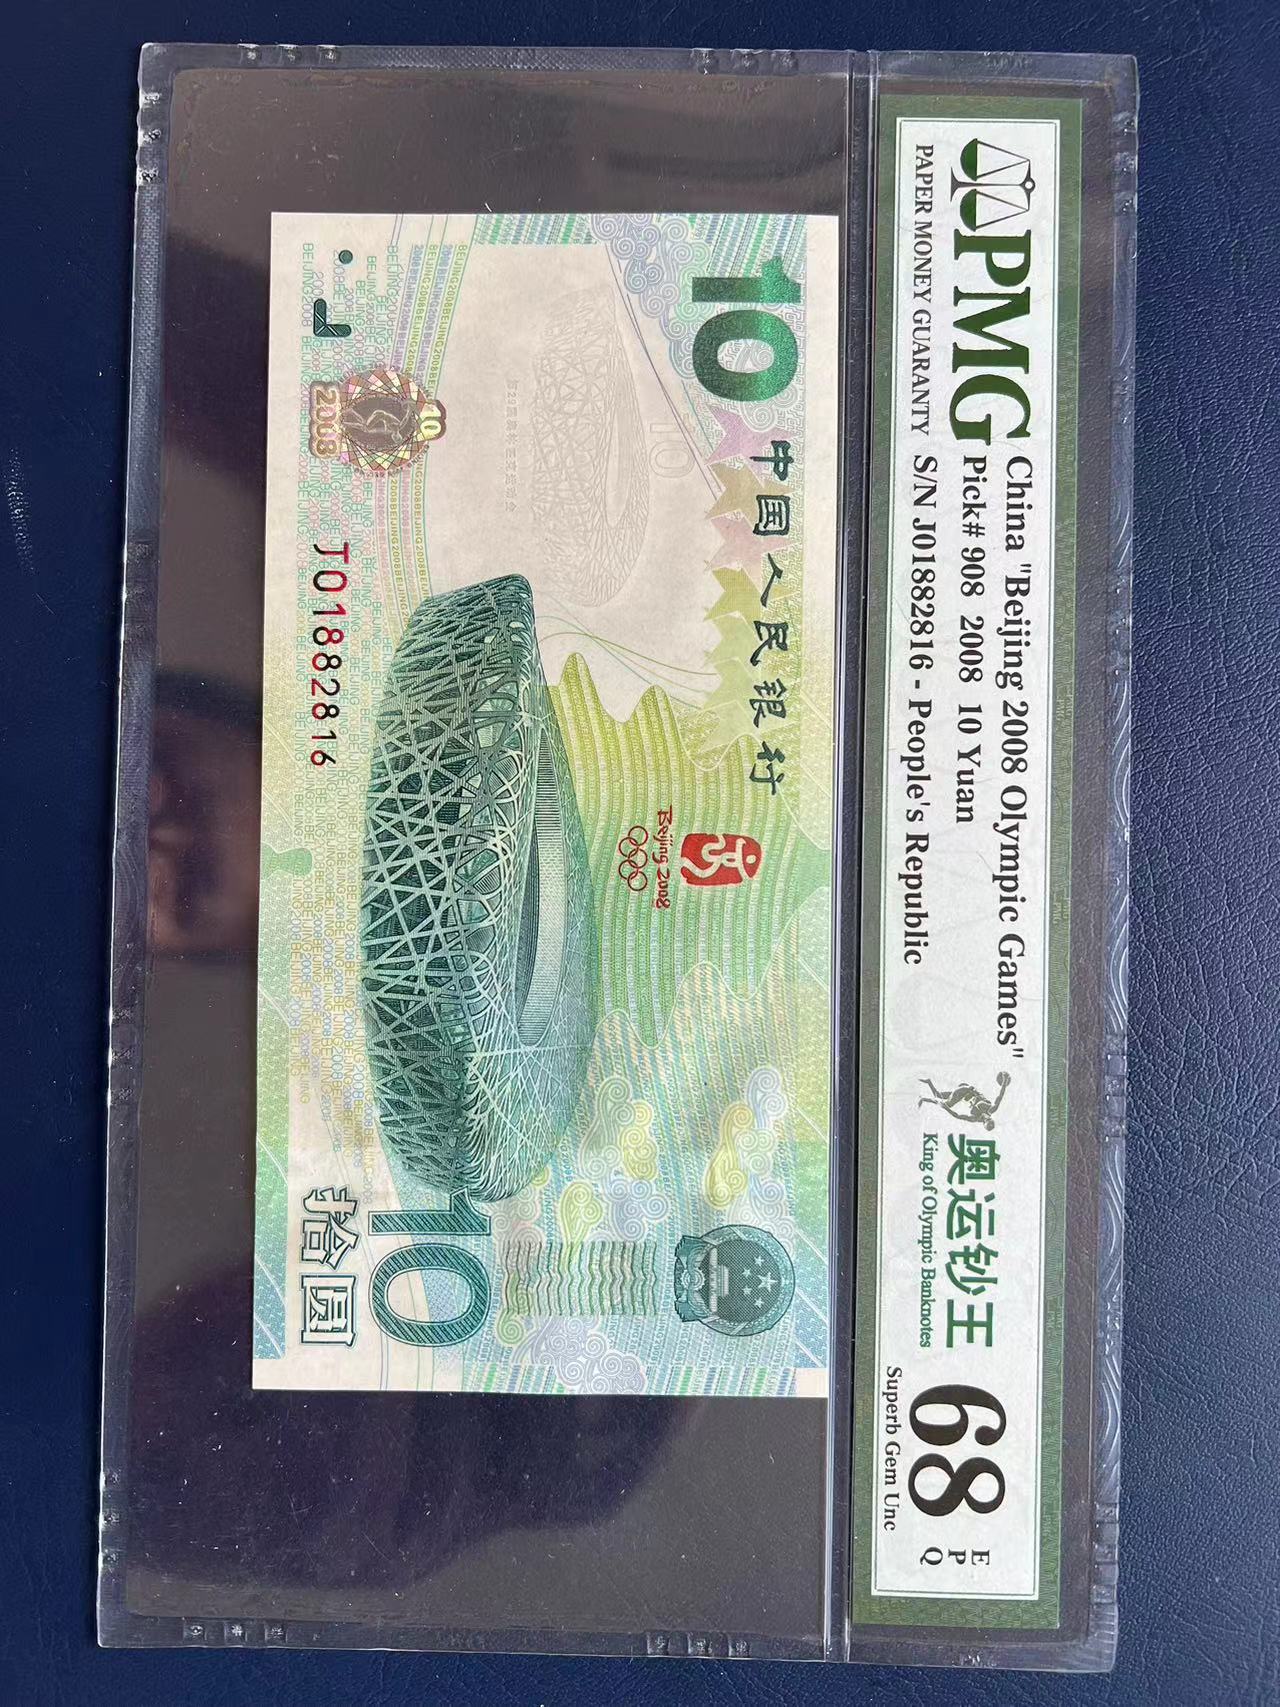 PMG
PAPER MONEY GUARANTY
China "Beijing 2008 Olympic Games"
Pick# 908 2008 10 Yuan
S/N J01882816 - People's Republic
奥运钞王
King of Olympic Banknotes
68
EPQ
Superb Gem Unc
10
中国人民银行
Beijing 2008
10
2008
J01882816
10
拾圆